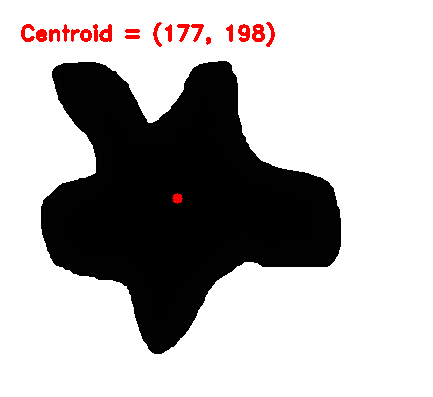 Centroid = (177, 198)